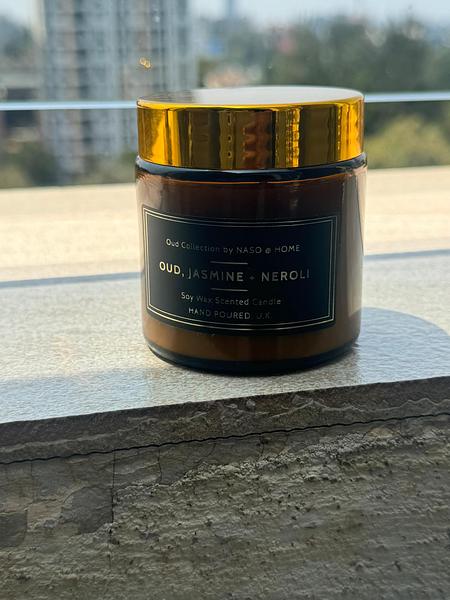 Oud Collection by NASO @ HOME
OUD, JASMINE + NEROLI
Soy Wax Scented Candle
HAND POURED, U.K.